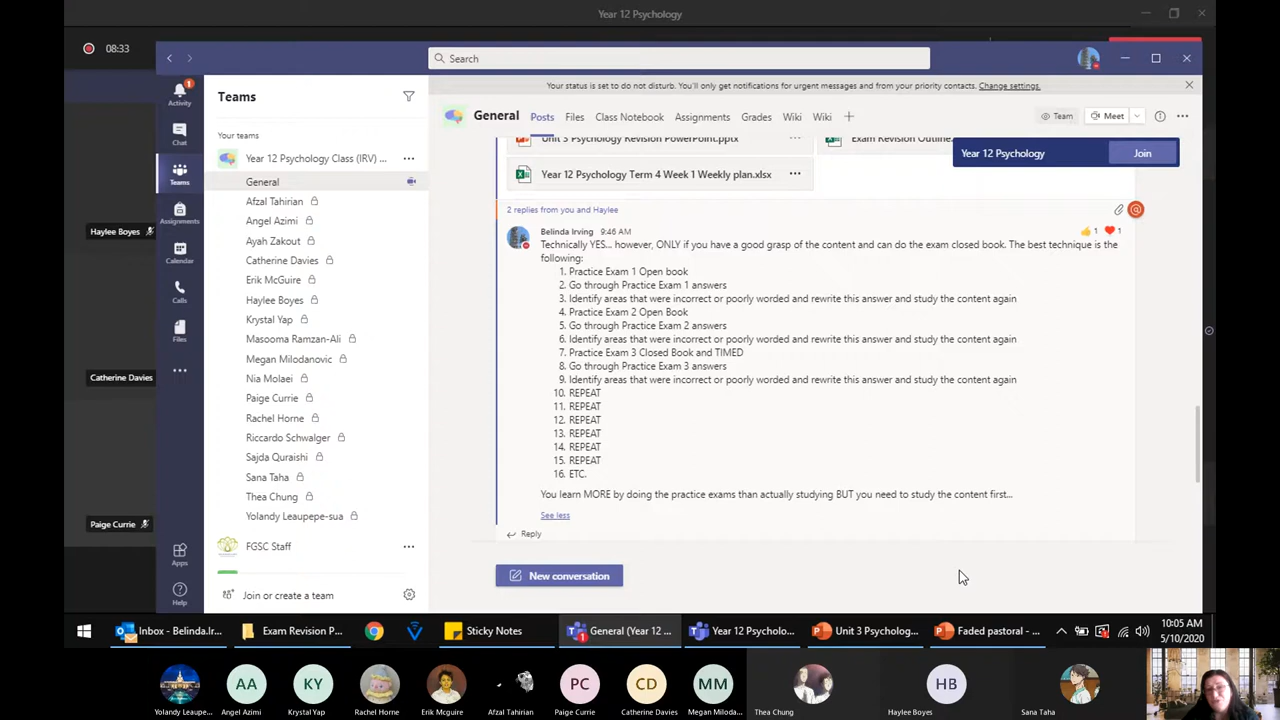 Year 12 Psychology
08:33
Search
Your status is set to do not disturb. You'll only get notifications for urgent messages and from your priority contacts. Change settings.
Activity
Chat
Teams
Assignments
Calendar
Calls
Files
Apps
Help
Haylee Boyes
Catherine Davies
Paige Currie
Teams
Your teams
Year 12 Psychology Class (IRV) ...
General
Afzal Tahirian
Angel Azimi
Ayah Zakout
Catherine Davies
Erik McGuire
Haylee Boyes
Krystal Yap
Masooma Ramzan-Ali
Megan Milodanovic
Nia Molaei
Paige Currie
Rachel Horne
Riccardo Schwalger
Sajda Quraishi
Sana Taha
Thea Chung
Yolandy Leaupepe-sua
FGSC Staff
Join or create a team
General Posts Files Class Notebook Assignments Grades Wiki Wiki
Team Meet
Unit 3 Psychology Revision PowerPoint.pptx
Exam Revision Outline.
Year 12 Psychology Join
Year 12 Psychology Term 4 Week 1 Weekly plan.xlsx
2 replies from you and Haylee
Belinda Irving 9:46 AM
1 1
Technically YES... however, ONLY if you have a good grasp of the content and can do the exam closed book. The best technique is the
following:
1. Practice Exam 1 Open book
2. Go through Practice Exam 1 answers
3. Identify areas that were incorrect or poorly worded and rewrite this answer and study the content again
4. Practice Exam 2 Open Book
5. Go through Practice Exam 2 answers
6. Identify areas that were incorrect or poorly worded and rewrite this answer and study the content again
7. Practice Exam 3 Closed Book and TIMED
8. Go through Practice Exam 3 answers
9. Identify areas that were incorrect or poorly worded and rewrite this answer and study the content again
10. REPEAT
11. REPEAT
12. REPEAT
13. REPEAT
14. REPEAT
15. REPEAT
16. ETC.
You learn MORE by doing the practice exams than actually studying BUT you need to study the content first...
See less
Reply
New conversation
Inbox - Belinda.Ir...
Exam Revision P...
Sticky Notes
General (Year 12 ...
Year 12 Psycholo...
Unit 3 Psycholog...
Faded pastoral - ...
10:05 AM
5/10/2020
AA KY PC CD MM HB
Yolandy Leaupe... Angel Azimi Krystal Yap Rachel Horne Erik Mcguire Afzal Tahirian Paige Currie Catherine Davies Megan Miloda... Thea Chung Haylee Boyes Sana Taha